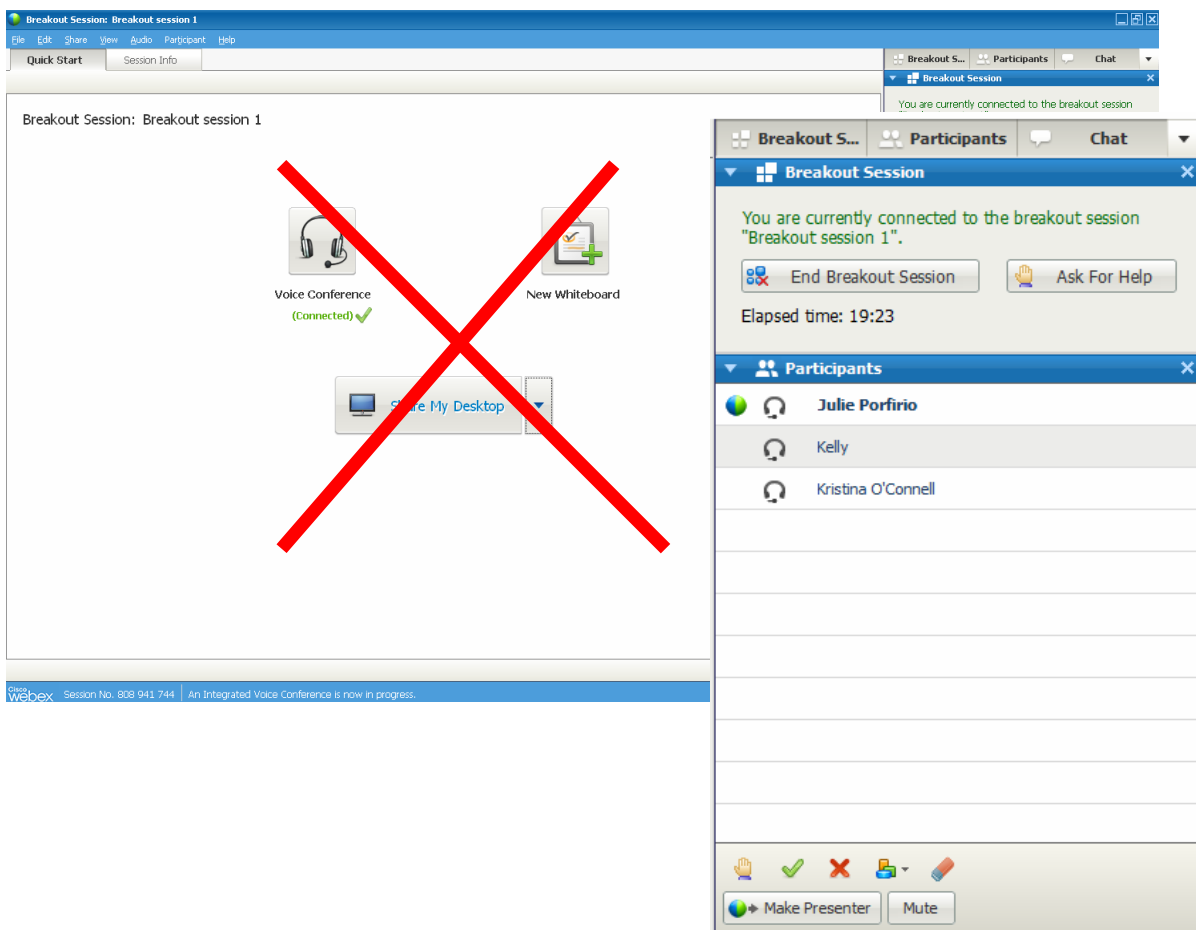 Breakout Session: Breakout session 1
File Edit Share View Audio Participant Help
Quick Start Session Info
Breakout S... Participants Chat
Breakout Session
You are currently connected to the breakout session
Breakout Session: Breakout session 1
Voice Conference
(Connected)
New Whiteboard
Share My Desktop
Cisco
webex Session No. 808 941 744 An Integrated Voice Conference is now in progress.
Breakout S... Participants Chat
Breakout Session
You are currently connected to the breakout session
"Breakout session 1".
End Breakout Session Ask For Help
Elapsed time: 19:23
Participants
Julie Porfirio
Kelly
Kristina O'Connell
Make Presenter Mute